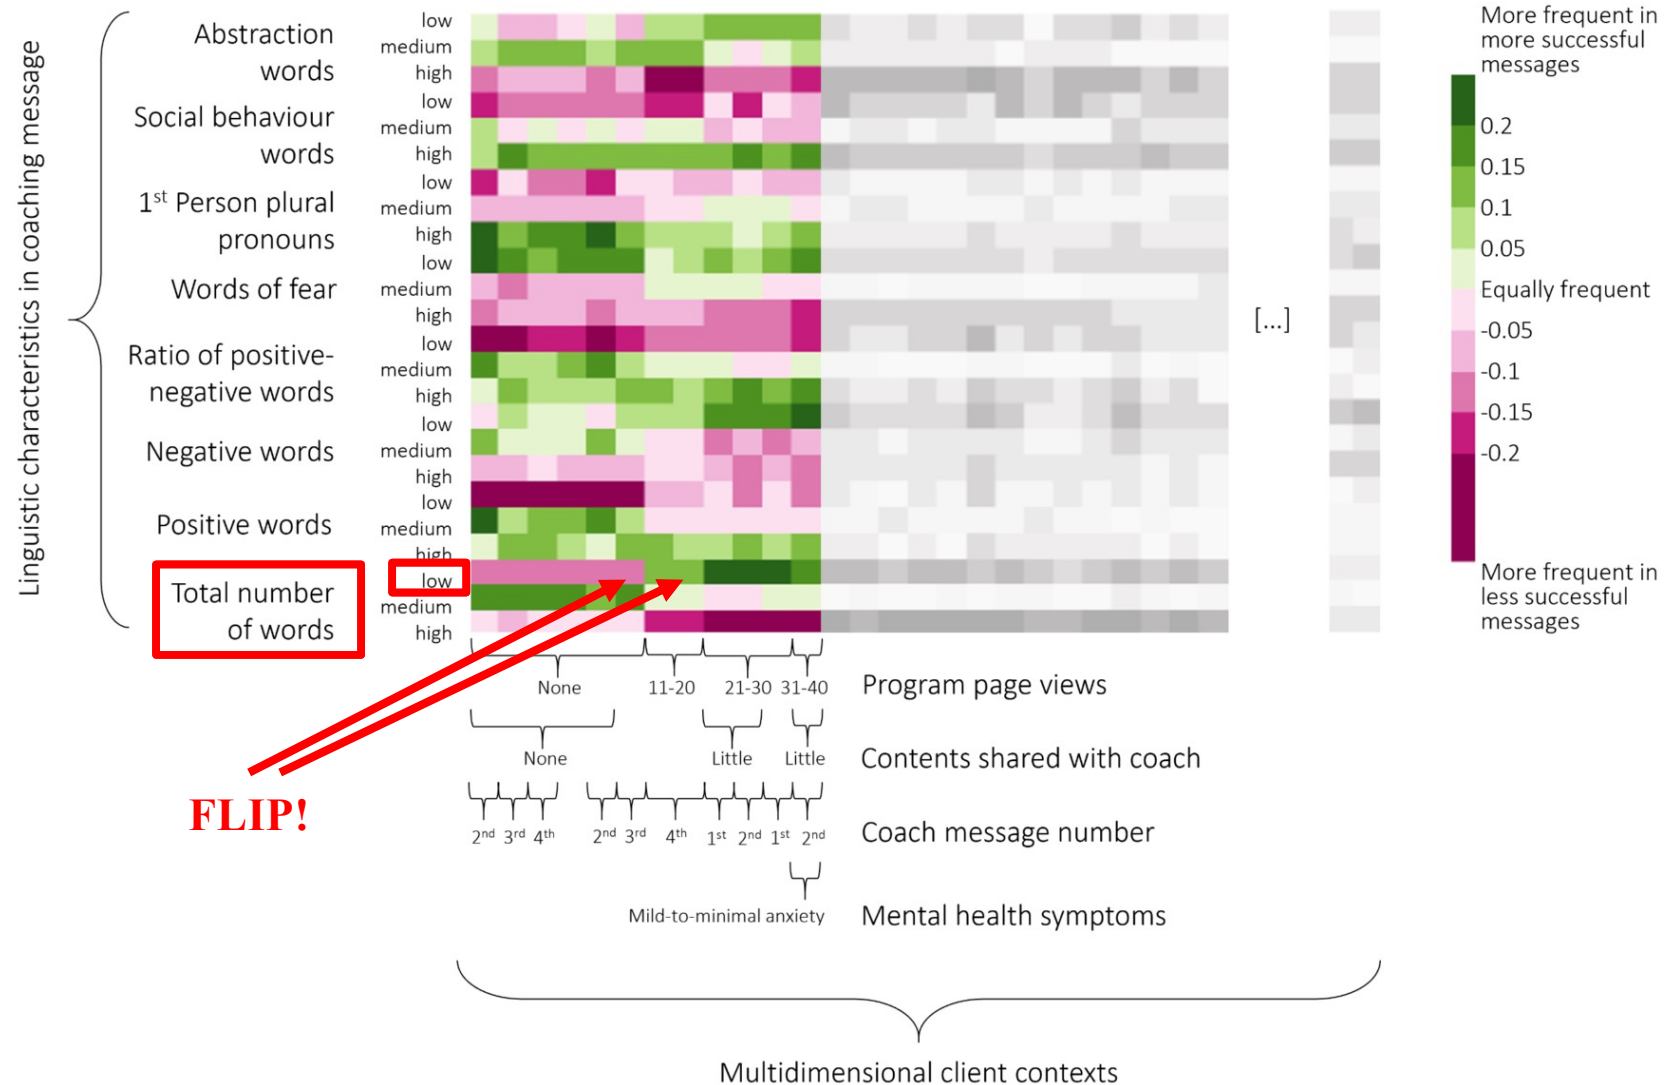 Linguistic characteristics in coaching message
Abstraction
words
low
medium
high
Social behaviour
words
low
medium
high
1st Person plural
pronouns
low
medium
high
Words of fear
low
medium
high
Ratio of positive-
negative words
low
medium
high
Negative words
low
medium
high
Positive words
low
medium
high
Total number
of words
low
medium
high
[...]
More frequent in
more successful
messages
0.2
0.15
0.1
0.05
Equally frequent
-0.05
-0.1
-0.15
-0.2
More frequent in
less successful
messages
FLIP!
None 11-20 21-30 31-40 Program page views
None Little Little Contents shared with coach
2nd 3rd 4th 2nd 3rd 4th 1st 2nd 1st 2nd Coach message number
Mild-to-minimal anxiety Mental health symptoms
Multidimensional client contexts